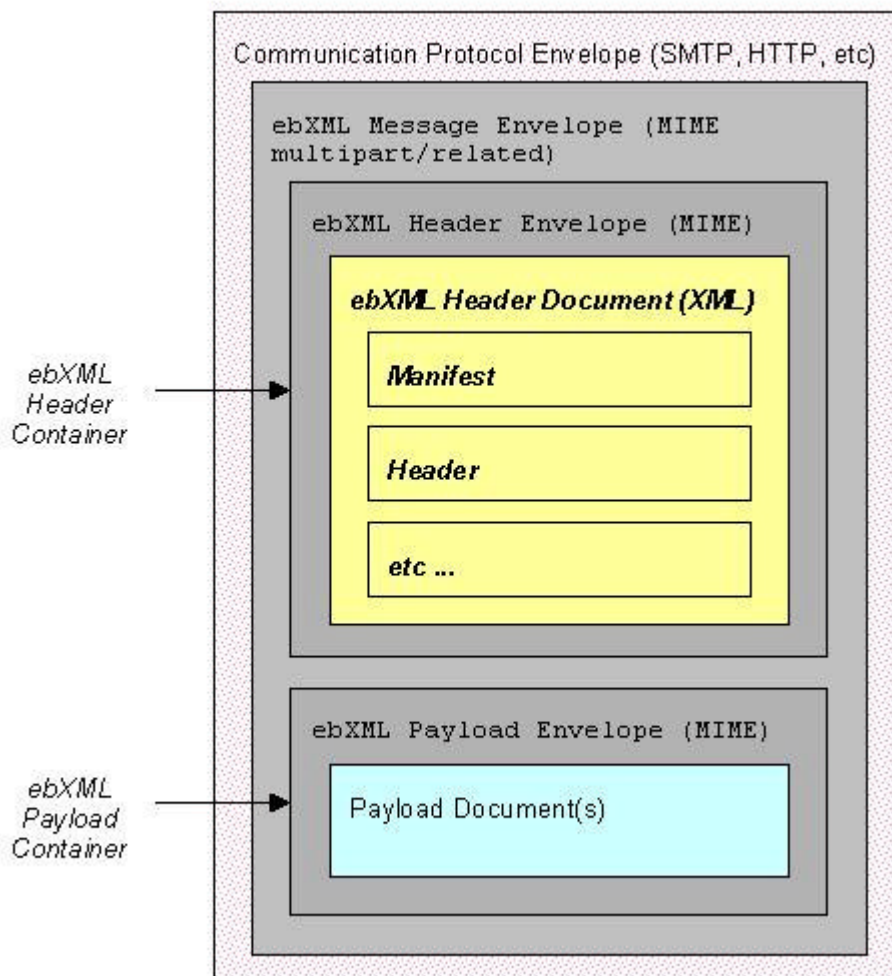 Communication Protocol Envelope (SMTP, HTTP, etc)
ebXML Message Envelope (MIME
multipart/related)
ebXML Header Envelope (MIME)
ebXML Header Document (XML)
Manifest
Header
etc ...
ebXML
Header
Container
ebXML Payload Envelope (MIME)
Payload Document(s)
ebXML
Payload
Container